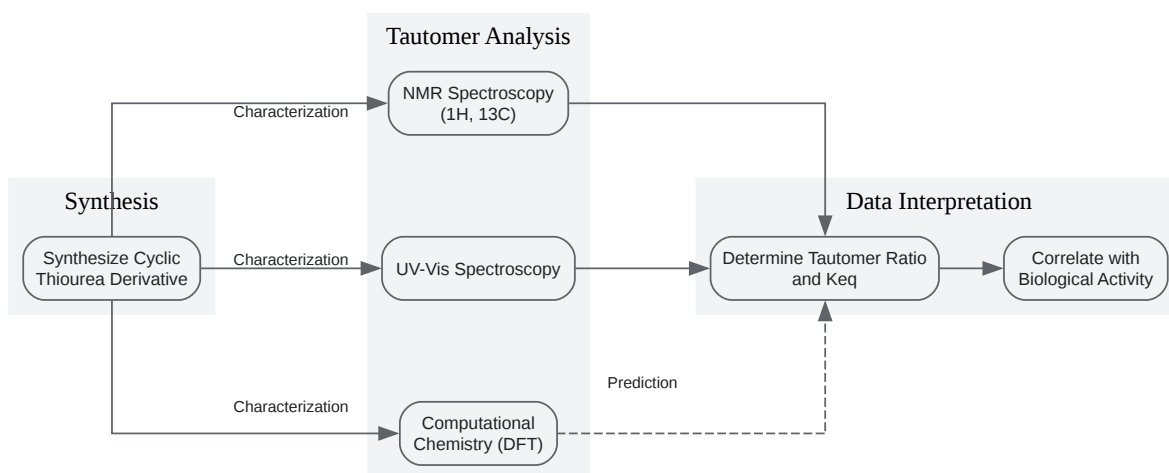 Tautomer Analysis
NMR Spectroscopy
(1H, 13C)
Characterization
Synthesis
Data Interpretation
Synthesize Cyclic
Thiourea Derivative
Characterization
UV-Vis Spectroscopy
Determine Tautomer Ratio
and Keq
Correlate with
Biological Activity
Prediction
Characterization
Computational
Chemistry (DFT)